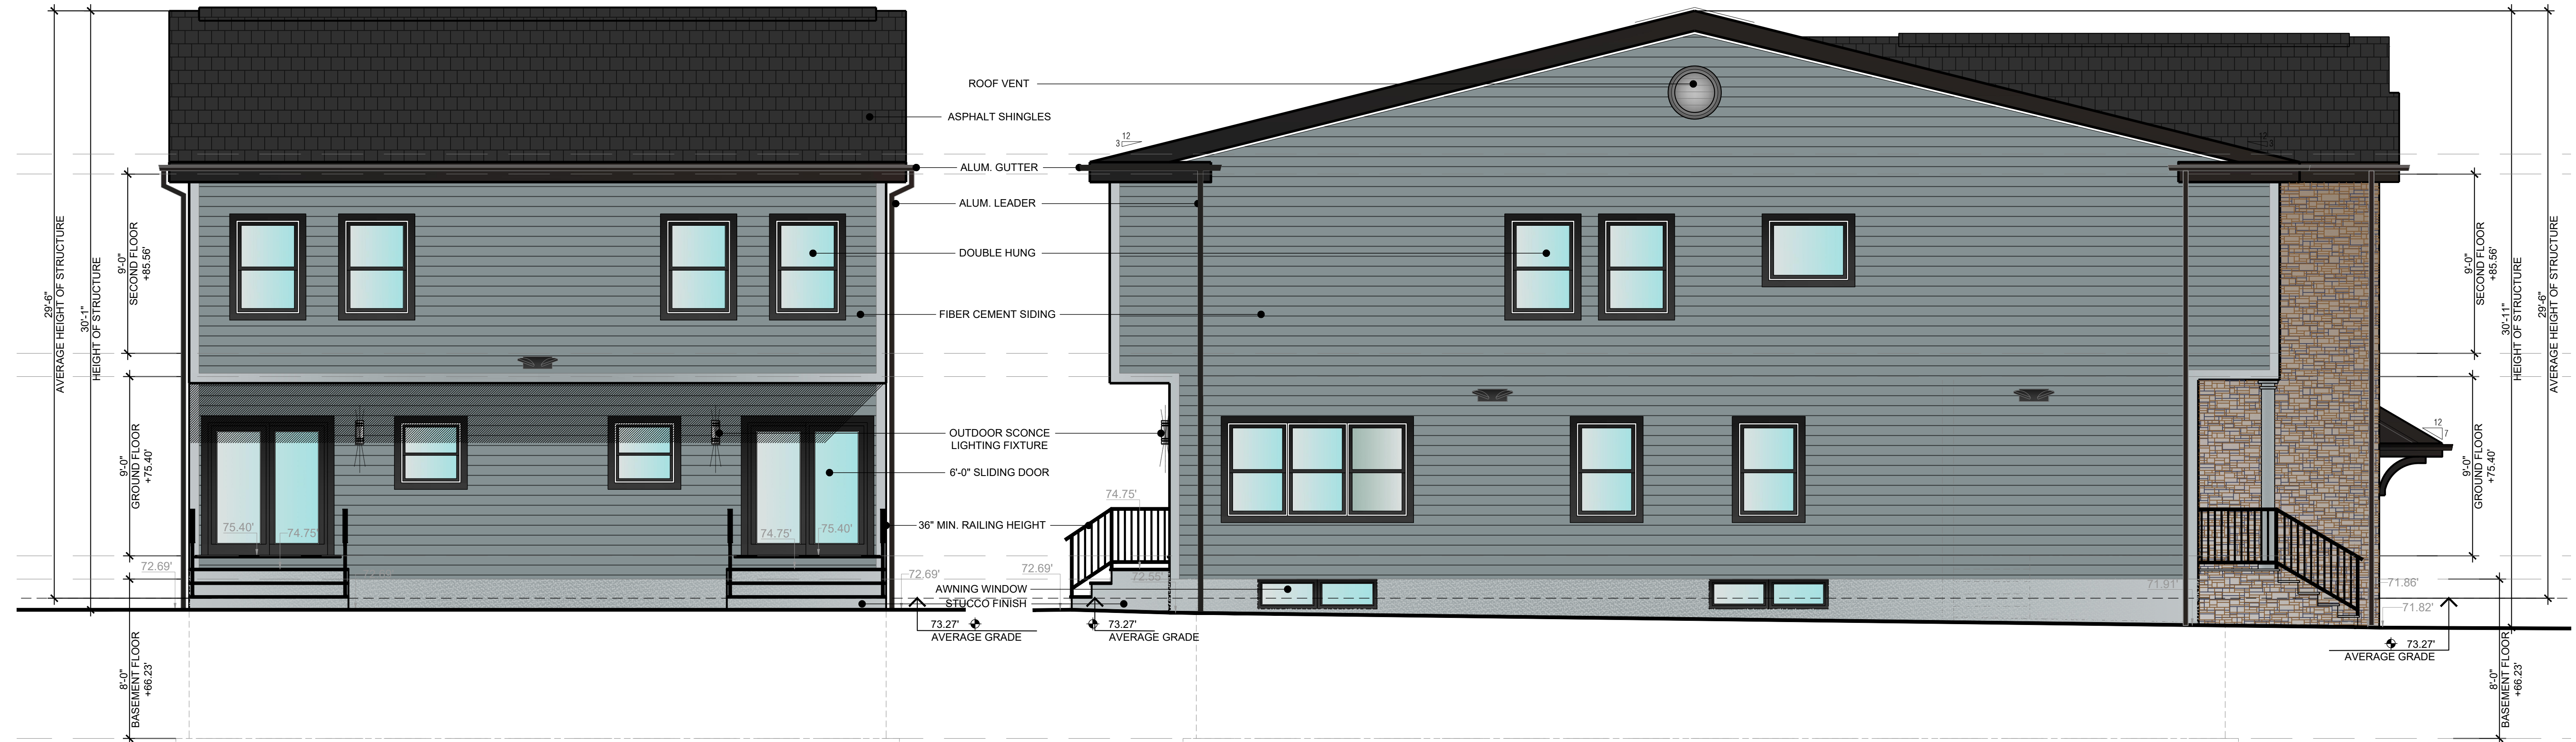 29'-6"
AVERAGE HEIGHT OF STRUCTURE
30'-1"
HEIGHT OF STRUCTURE
9'-0"
SECOND FLOOR
+85.56'
9'-0"
GROUND FLOOR
+75.40'
8'-0"
BASEMENT FLOOR
+66.23'
75.40'
74.75'
74.75'
75.40'
72.69'
72.69'
ROOF VENT
ASPHALT SHINGLES
ALUM. GUTTER
ALUM. LEADER
DOUBLE HUNG
FIBER CEMENT SIDING
OUTDOOR SCONCE
LIGHTING FIXTURE
6'-0" SLIDING DOOR
36" MIN. RAILING HEIGHT
AWNING WINDOW
STUCCO FINISH
73.27'
AVERAGE GRADE
12
3
74.75'
72.69'
72.55'
73.27'
AVERAGE GRADE
12
3
12
7
71.91'
71.86'
71.82'
73.27'
AVERAGE GRADE
9'-0"
SECOND FLOOR
+85.56'
9'-0"
GROUND FLOOR
+75.40'
8'-0"
BASEMENT FLOOR
+66.23'
30'-11"
HEIGHT OF STRUCTURE
29'-6"
AVERAGE HEIGHT OF STRUCTURE